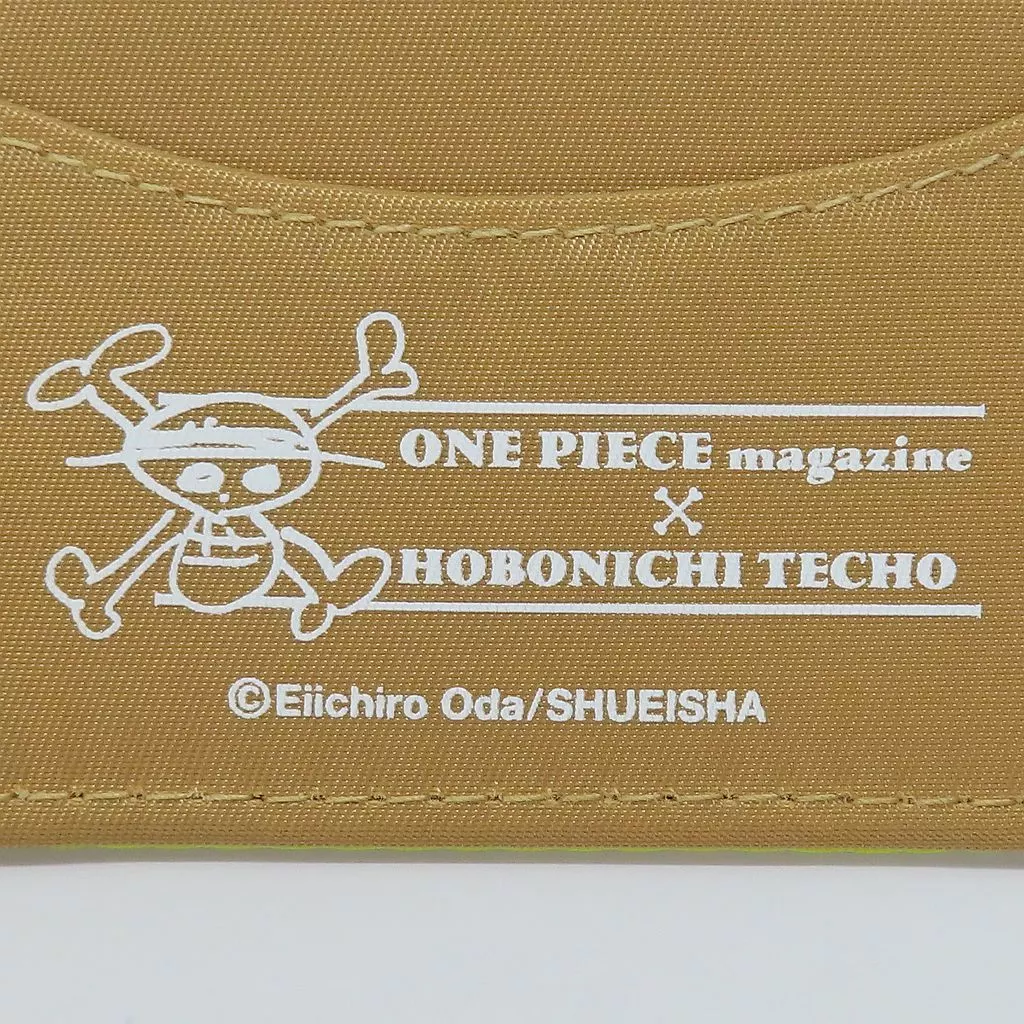 ONE PIECE magazine
HOBONICHI TECHO
©Eiichiro Oda/SHUEISHA